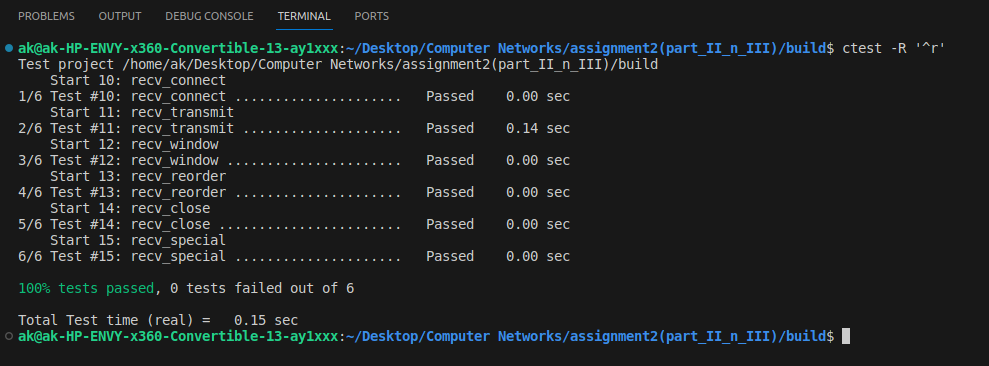 PROBLEMS OUTPUT DEBUG CONSOLE TERMINAL PORTS
ak@ak-HP-ENVY-x360-Convertible-13-ay1xxx:~/Desktop/Computer Networks/assignment2(part_II_n_III)/build$ ctest -R '^r'
Test project /home/ak/Desktop/Computer Networks/assignment2(part_II_n_III)/build
    Start 10: recv_connect
1/6 Test #10: recv_connect .....................   Passed    0.00 sec
    Start 11: recv_transmit
2/6 Test #11: recv_transmit ....................   Passed    0.14 sec
    Start 12: recv_window
3/6 Test #12: recv_window ......................   Passed    0.00 sec
    Start 13: recv_reorder
4/6 Test #13: recv_reorder .....................   Passed    0.00 sec
    Start 14: recv_close
5/6 Test #14: recv_close .......................   Passed    0.00 sec
    Start 15: recv_special
6/6 Test #15: recv_special .....................   Passed    0.00 sec
100% tests passed, 0 tests failed out of 6
Total Test time (real) =   0.15 sec
ak@ak-HP-ENVY-x360-Convertible-13-ay1xxx:~/Desktop/Computer Networks/assignment2(part_II_n_III)/build$